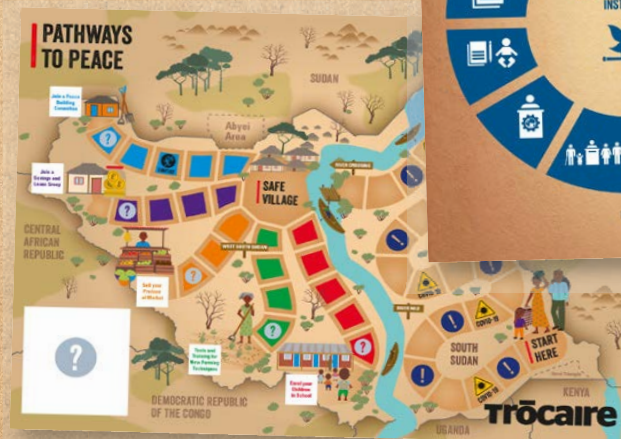 PATHWAYS
TO PEACE
SUDAN
Join a Peace
Building
Committee
Abyei
Area
Join a
Savings and
Loans Group
SAFE
VILLAGE
CENTRAL
AFRICAN
REPUBLIC
WEST SOUTH SUDAN
Sell your
Produce
at Market
COVID-19
SOUTH
SUDAN
START
HERE
Tools and
Training for
New Farming
Techniques
Enrol your
Children
in School
COVID-19
DEMOCRATIC REPUBLIC
OF THE CONGO
KENYA
UGANDA
Trōcaire